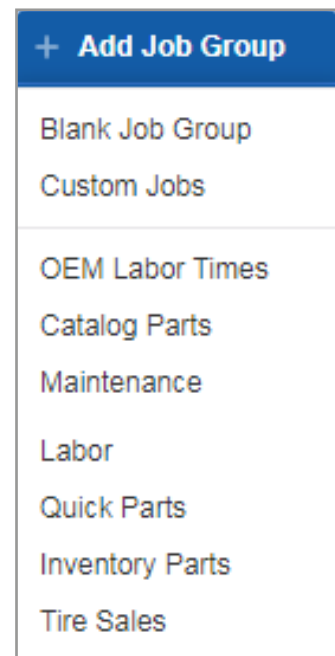 + Add Job Group
Blank Job Group
Custom Jobs
OEM Labor Times
Catalog Parts
Maintenance
Labor
Quick Parts
Inventory Parts
Tire Sales